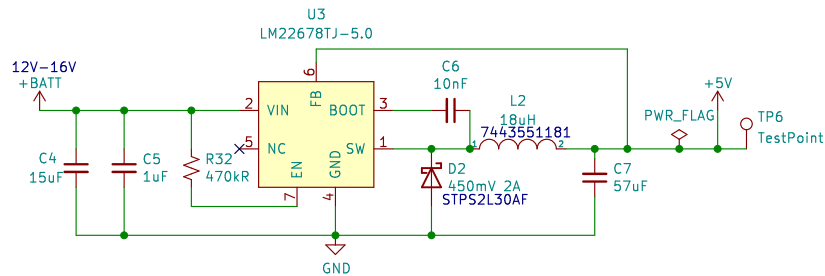 U3
LM22678TJ-5.0
12V-16V
+BATT
6
FB
C6
10nF
+5V
2
VIN
BOOT
3
L2
18uH
7443551181
PWR_FLAG
TP6
TestPoint
5
NC
SW
1
1
2
C4
15uF
C5
1uF
R32
470kR
EN
GND
7
4
D2
450mV 2A
STPS2L30AF
C7
57uF
GND